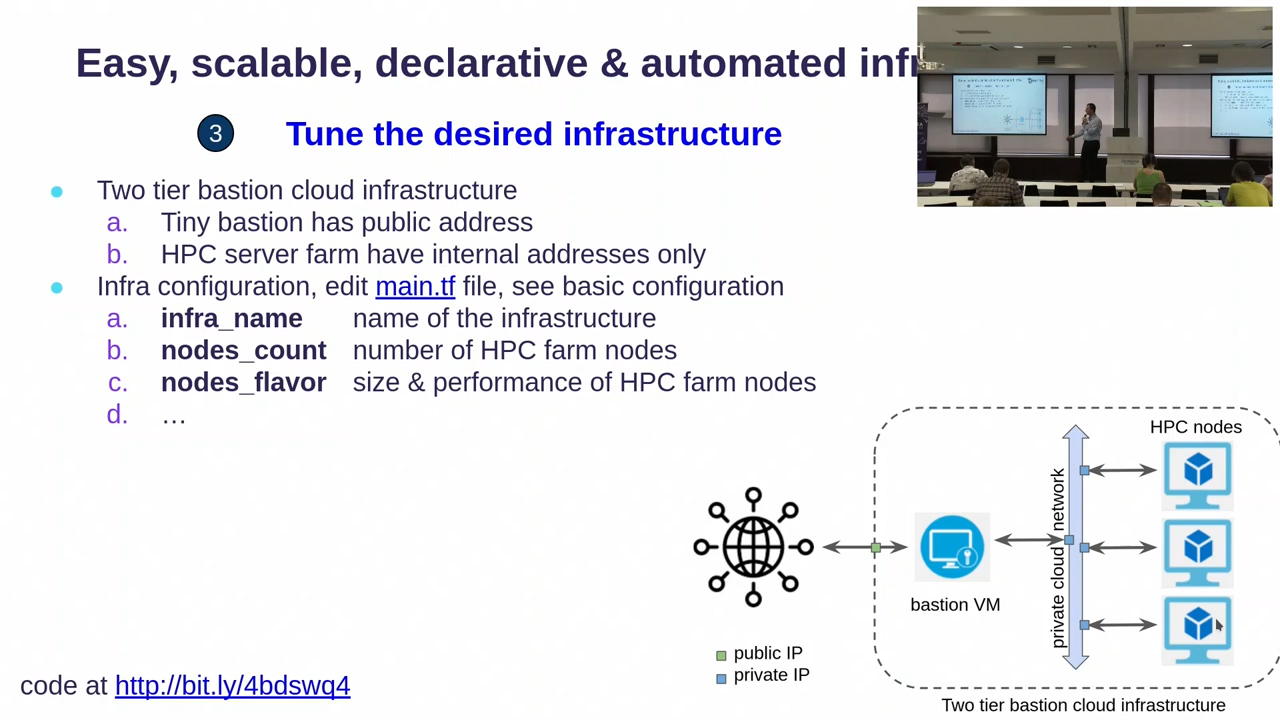 Easy, scalable, declarative & automated infr
3 Tune the desired infrastructure
● Two tier bastion cloud infrastructure
a. Tiny bastion has public address
b. HPC server farm have internal addresses only
● Infra configuration, edit main.tf file, see basic configuration
a. infra_name name of the infrastructure
b. nodes_count number of HPC farm nodes
c. nodes_flavor size & performance of HPC farm nodes
d. …
HPC nodes
private cloud network
bastion VM
public IP
private IP
code at http://bit.ly/4bdswq4
Two tier bastion cloud infrastructure